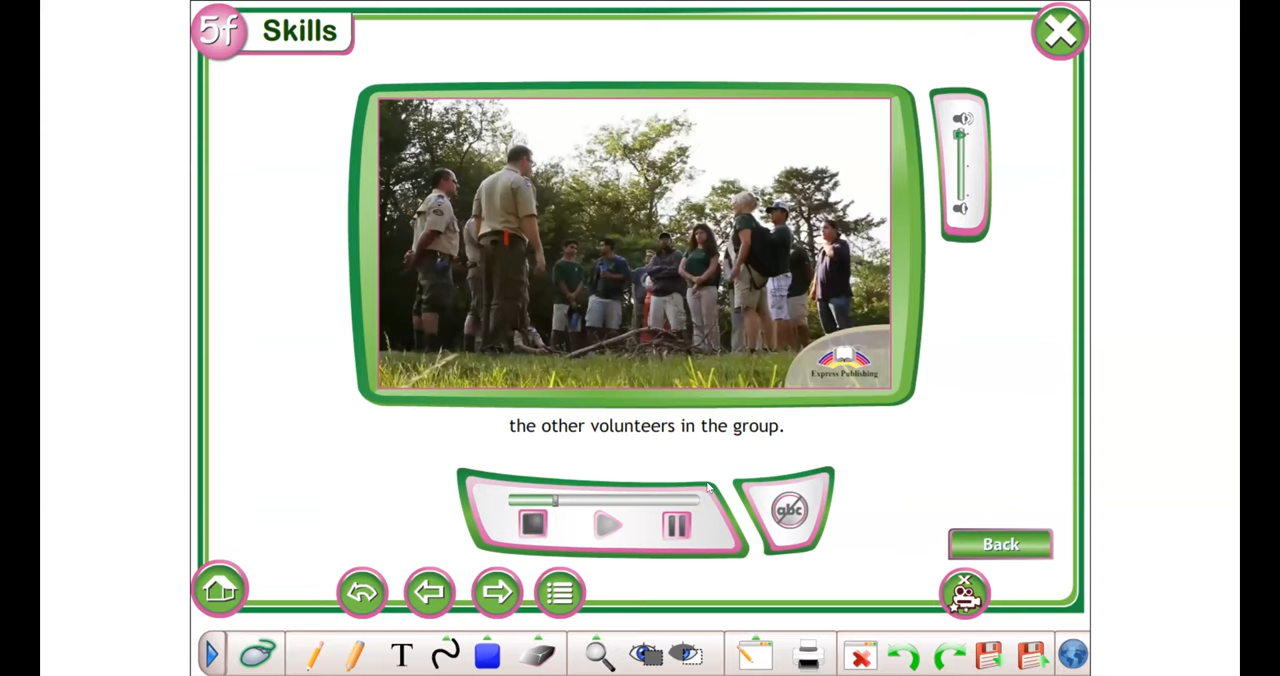 5f Skills
Express Publishing
the other volunteers in the group.
abc
Back
T